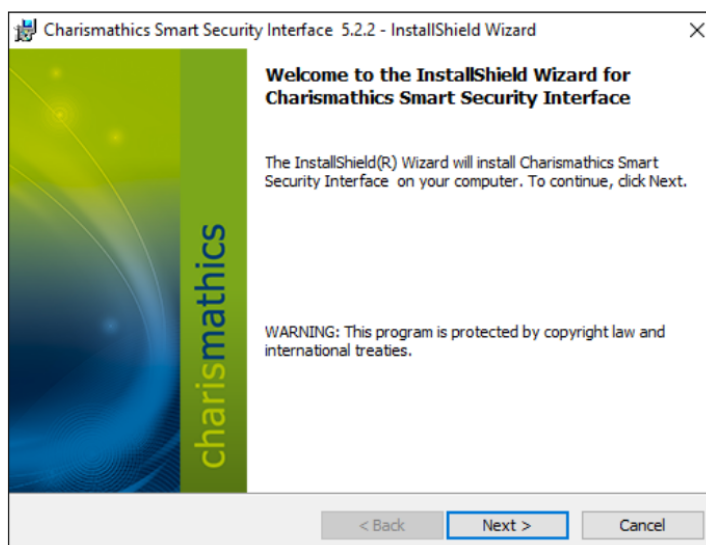 Charismathics Smart Security Interface 5.2.2 - InstallShield Wizard
Welcome to the InstallShield Wizard for
Charismathics Smart Security Interface
The InstallShield(R) Wizard will install Charismathics Smart
Security Interface on your computer. To continue, click Next.
charismathics
WARNING: This program is protected by copyright law and
international treaties.
< Back
Next >
Cancel